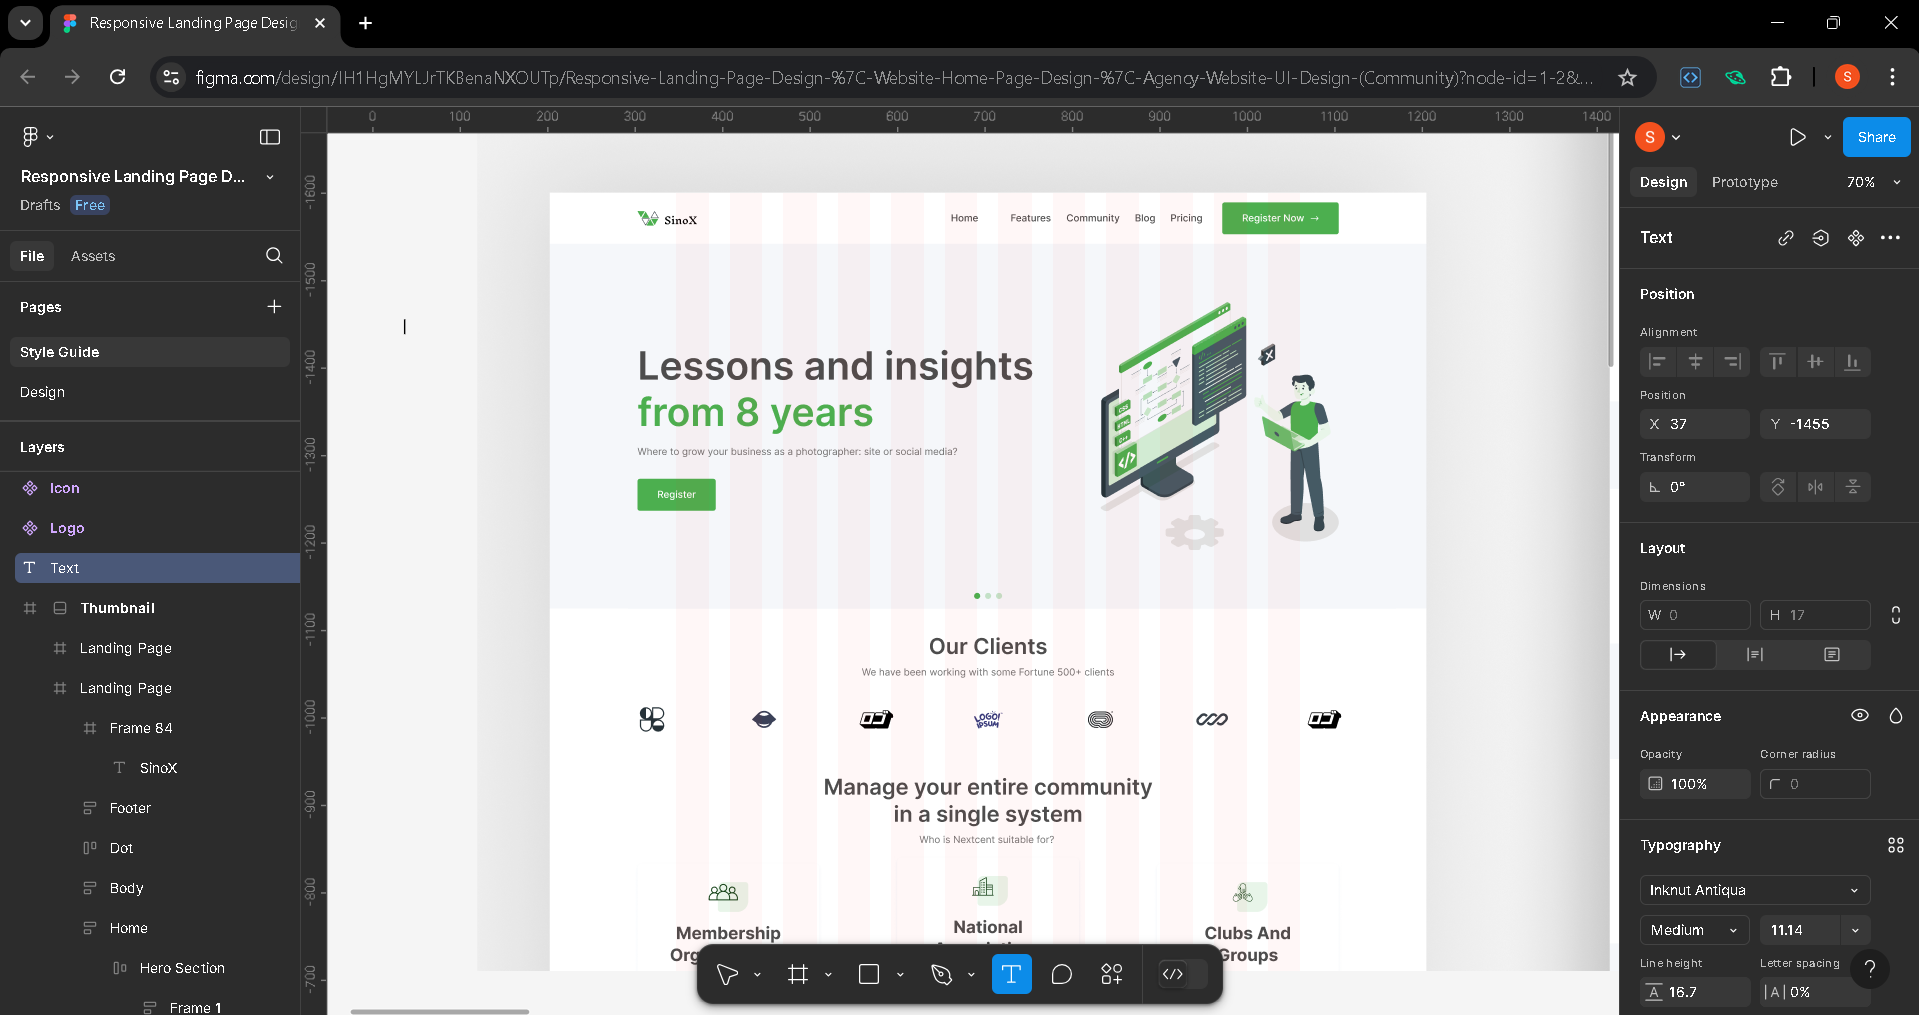 Responsive Landing Page Desig
figma.com/design/IH1HgMYLJrTKBenaNXOUTp/Responsive-Landing-Page-Design-%7C-Website-Home-Page-Design-%7C-Agency-Website-UI-Design-(Community)?node-id=1-2&...
S
0 100 200 300 400 500 600 700 800 900 1000 1100 1200 1300 1400
-1600
-1500
-1400
-1300
-1200
-1100
-1000
-900
-800
-700
Responsive Landing Page D...
Drafts Free
File Assets
Pages
Style Guide
Design
Layers
Icon
Logo
Text
Thumbnail
Landing Page
Landing Page
Frame 84
SinoX
Footer
Dot
Body
Home
Hero Section
Frame 1
SinoX
Home Features Community Blog Pricing Register Now →
Lessons and insights
from 8 years
Where to grow your business as a photographer: site or social media?
Register
CSS
HTML
C++
</>
Our Clients
We have been working with some Fortune 500+ clients
LOGO!
IPSUM
Manage your entire community
in a single system
Who is Nextcent suitable for?
Membership
National
Clubs And
Groups
S Share
Design Prototype 70%
Text
Position
Alignment
Position
X 37 Y -1455
Transform
0°
Layout
Dimensions
W 0 H 17
Appearance
Opacity Corner radius
100% 0
Typography
Inknut Antiqua
Medium 11.14
Line height Letter spacing
16.7 |A| 0%
?